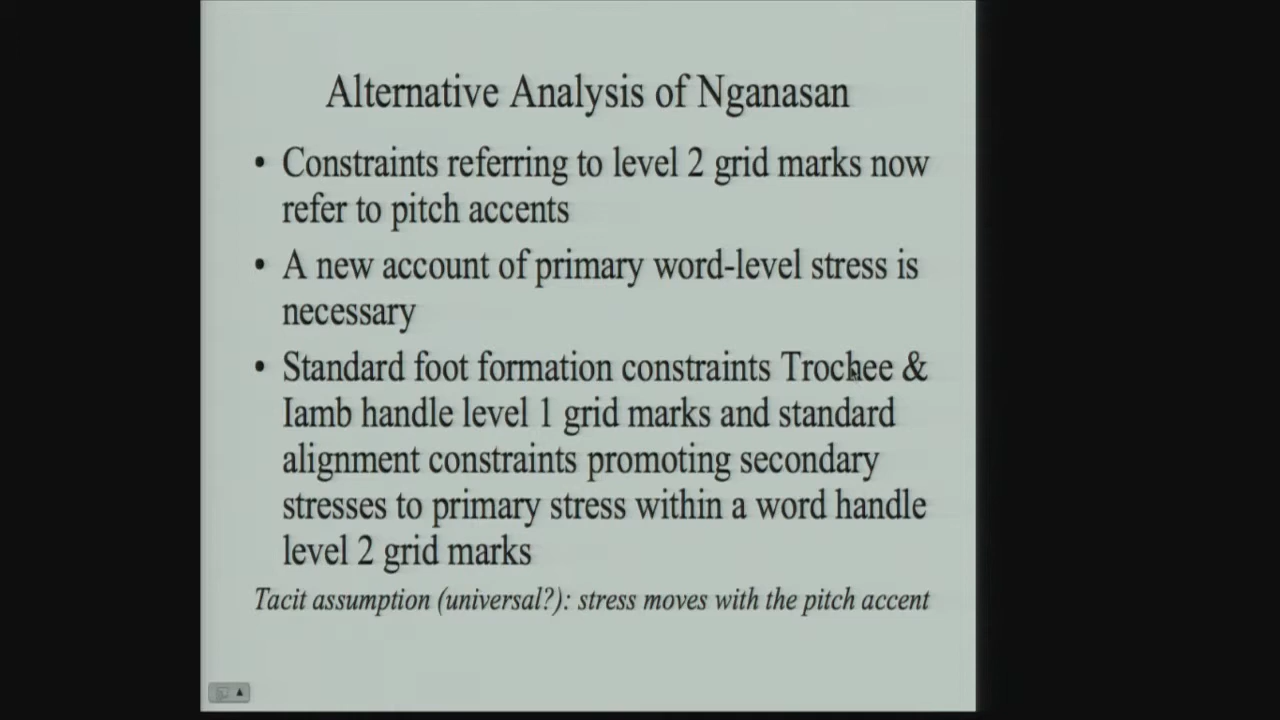 Alternative Analysis of Nganasan
• Constraints referring to level 2 grid marks now
refer to pitch accents
• A new account of primary word-level stress is
necessary
• Standard foot formation constraints Trochee &
Iamb handle level 1 grid marks and standard
alignment constraints promoting secondary
stresses to primary stress within a word handle
level 2 grid marks
Tacit assumption (universal?): stress moves with the pitch accent